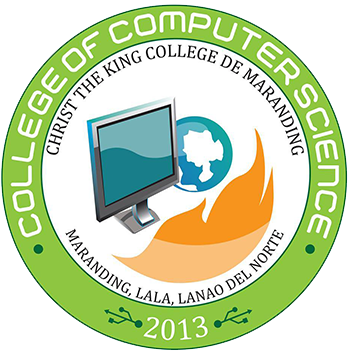 COLLEGE OF COMPUTER SCIENCE
CHRIST THE KING COLLEGE DE MARANDING
MARANDING, LALA, LANAO DEL NORTE
2013